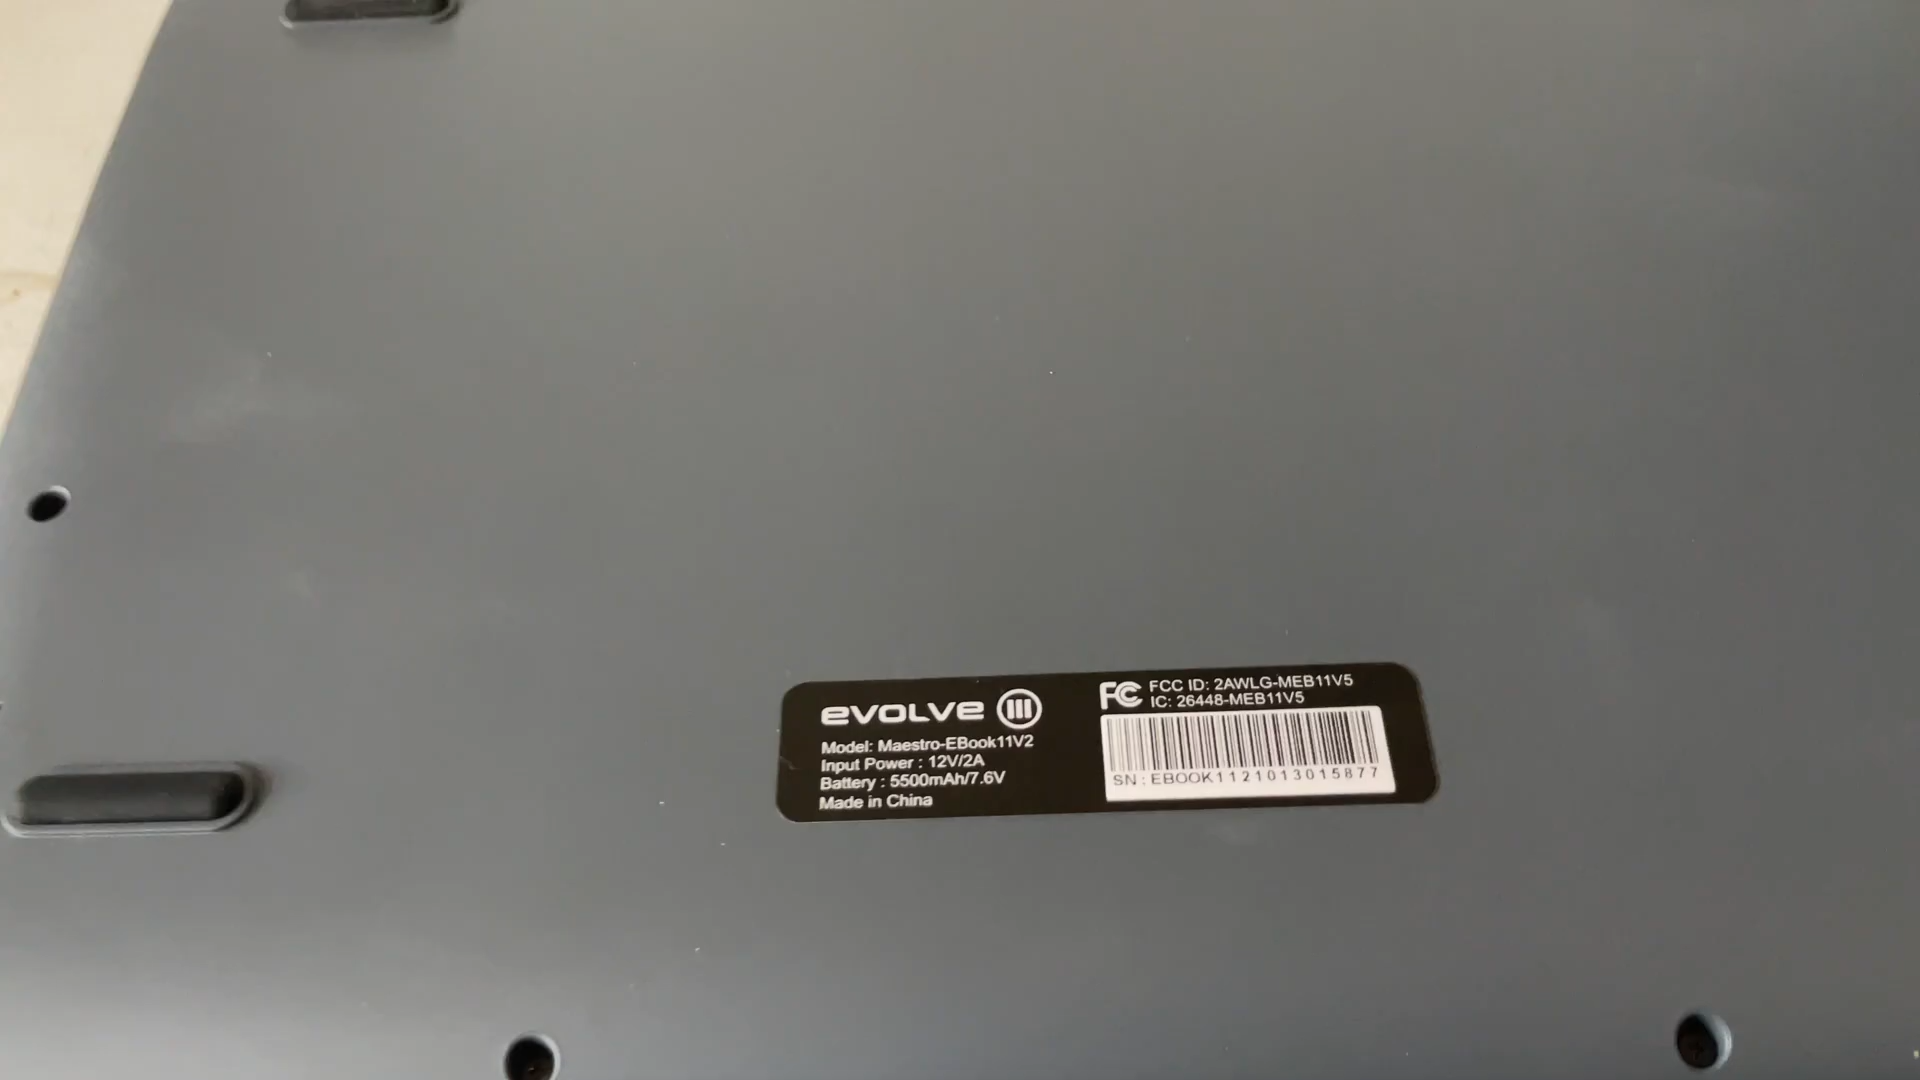 evolve III
Model: Maestro-EBook11V2
Input Power : 12V/2A
Battery : 5500mAh/7.6V
Made in China
FC FCC ID: 2AWLG-MEB11V5
IC: 26448-MEB11V5
SN : EBOOK1121013015877